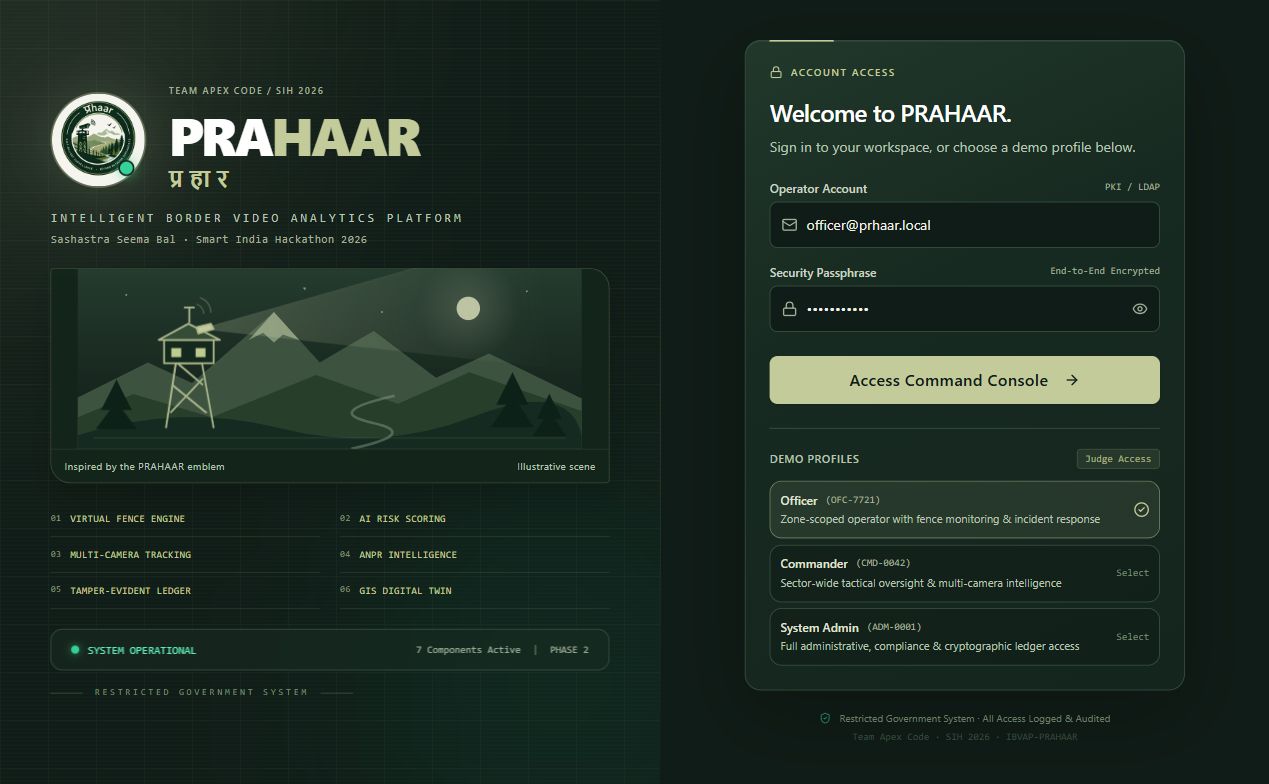 प्रhaar
TEAM APEX CODE / SIH 2026
PRAHAAR
प्रहार
INTELLIGENT BORDER VIDEO ANALYTICS PLATFORM
Sashastra Seema Bal · Smart India Hackathon 2026
Inspired by the PRAHAAR emblem
Illustrative scene
01 VIRTUAL FENCE ENGINE
02 AI RISK SCORING
03 MULTI-CAMERA TRACKING
04 ANPR INTELLIGENCE
05 TAMPER-EVIDENT LEDGER
06 GIS DIGITAL TWIN
SYSTEM OPERATIONAL
7 Components Active | PHASE 2
RESTRICTED GOVERNMENT SYSTEM
ACCOUNT ACCESS
Welcome to PRAHAAR.
Sign in to your workspace, or choose a demo profile below.
Operator Account
PKI / LDAP
officer@prhaar.local
Security Passphrase
End-to-End Encrypted
•••••••••••
Access Command Console →
DEMO PROFILES
Judge Access
Officer (OFC-7721)
Zone-scoped operator with fence monitoring & incident response
Commander (CMD-0042)
Sector-wide tactical oversight & multi-camera intelligence
Select
System Admin (ADM-0001)
Full administrative, compliance & cryptographic ledger access
Select
Restricted Government System · All Access Logged & Audited
Team Apex Code · SIH 2026 · IBVAP-PRAHAAR